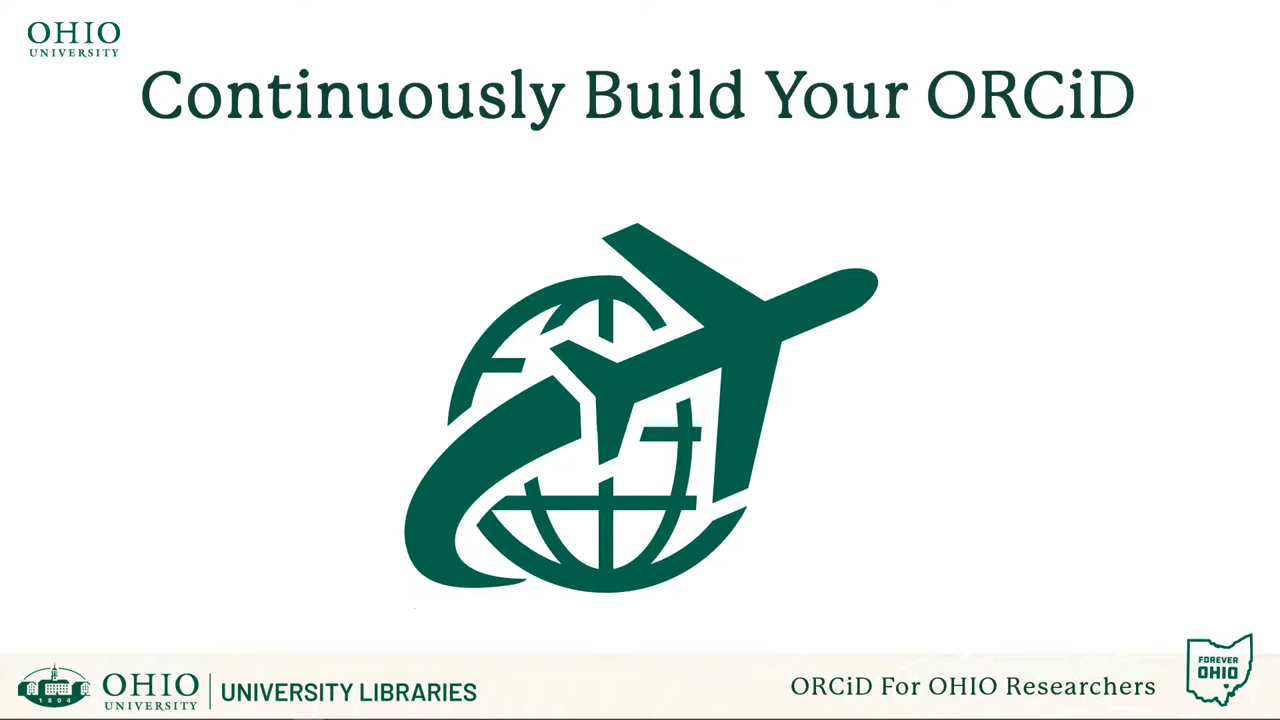 OHIO
UNIVERSITY
Continuously Build Your ORCiD
1804
OHIO
UNIVERSITY
UNIVERSITY LIBRARIES
ORCiD For OHIO Researchers
FOREVER
OHIO